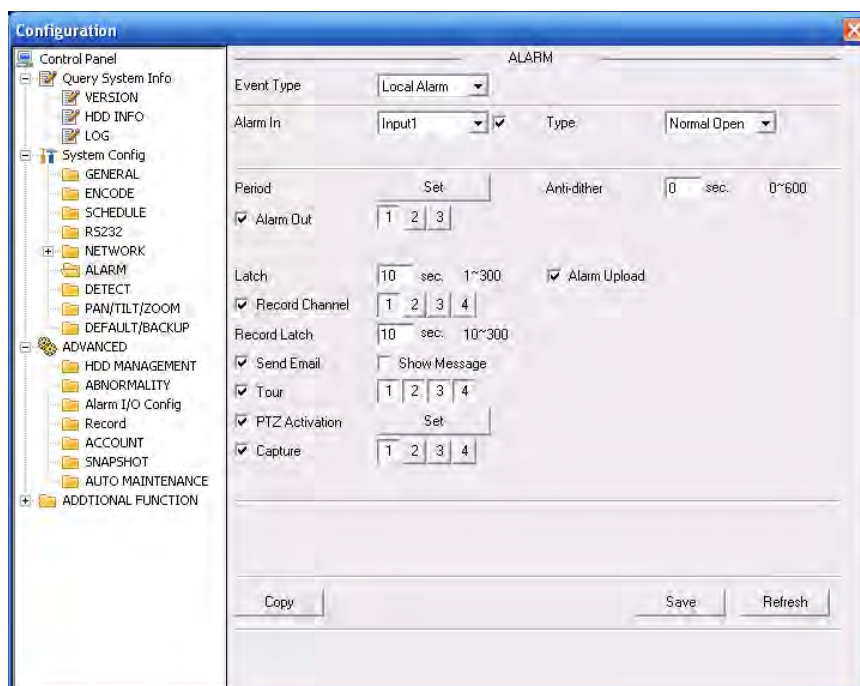 Configuration
Control Panel
Query System Info
VERSION
HDD INFO
LOG
System Config
GENERAL
ENCODE
SCHEDULE
RS232
NETWORK
ALARM
DETECT
PAN/TILT/ZOOM
DEFAULT/BACKUP
ADVANCED
HDD MANAGEMENT
ABNORMALITY
Alarm I/O Config
Record
ACCOUNT
SNAPSHOT
AUTO MAINTENANCE
ADDTIONAL FUNCTION
ALARM
Event Type Local Alarm
Alarm In Input1 Type Normal Open
Period Set Anti-dither 0 sec. 0~600
Alarm Out 1 2 3
Latch 10 sec. 1~300 Alarm Upload
Record Channel 1 2 3 4
Record Latch 10 sec. 10~300
Send Email Show Message
Tour 1 2 3 4
PTZ Activation Set
Capture 1 2 3 4
Copy Save Refresh